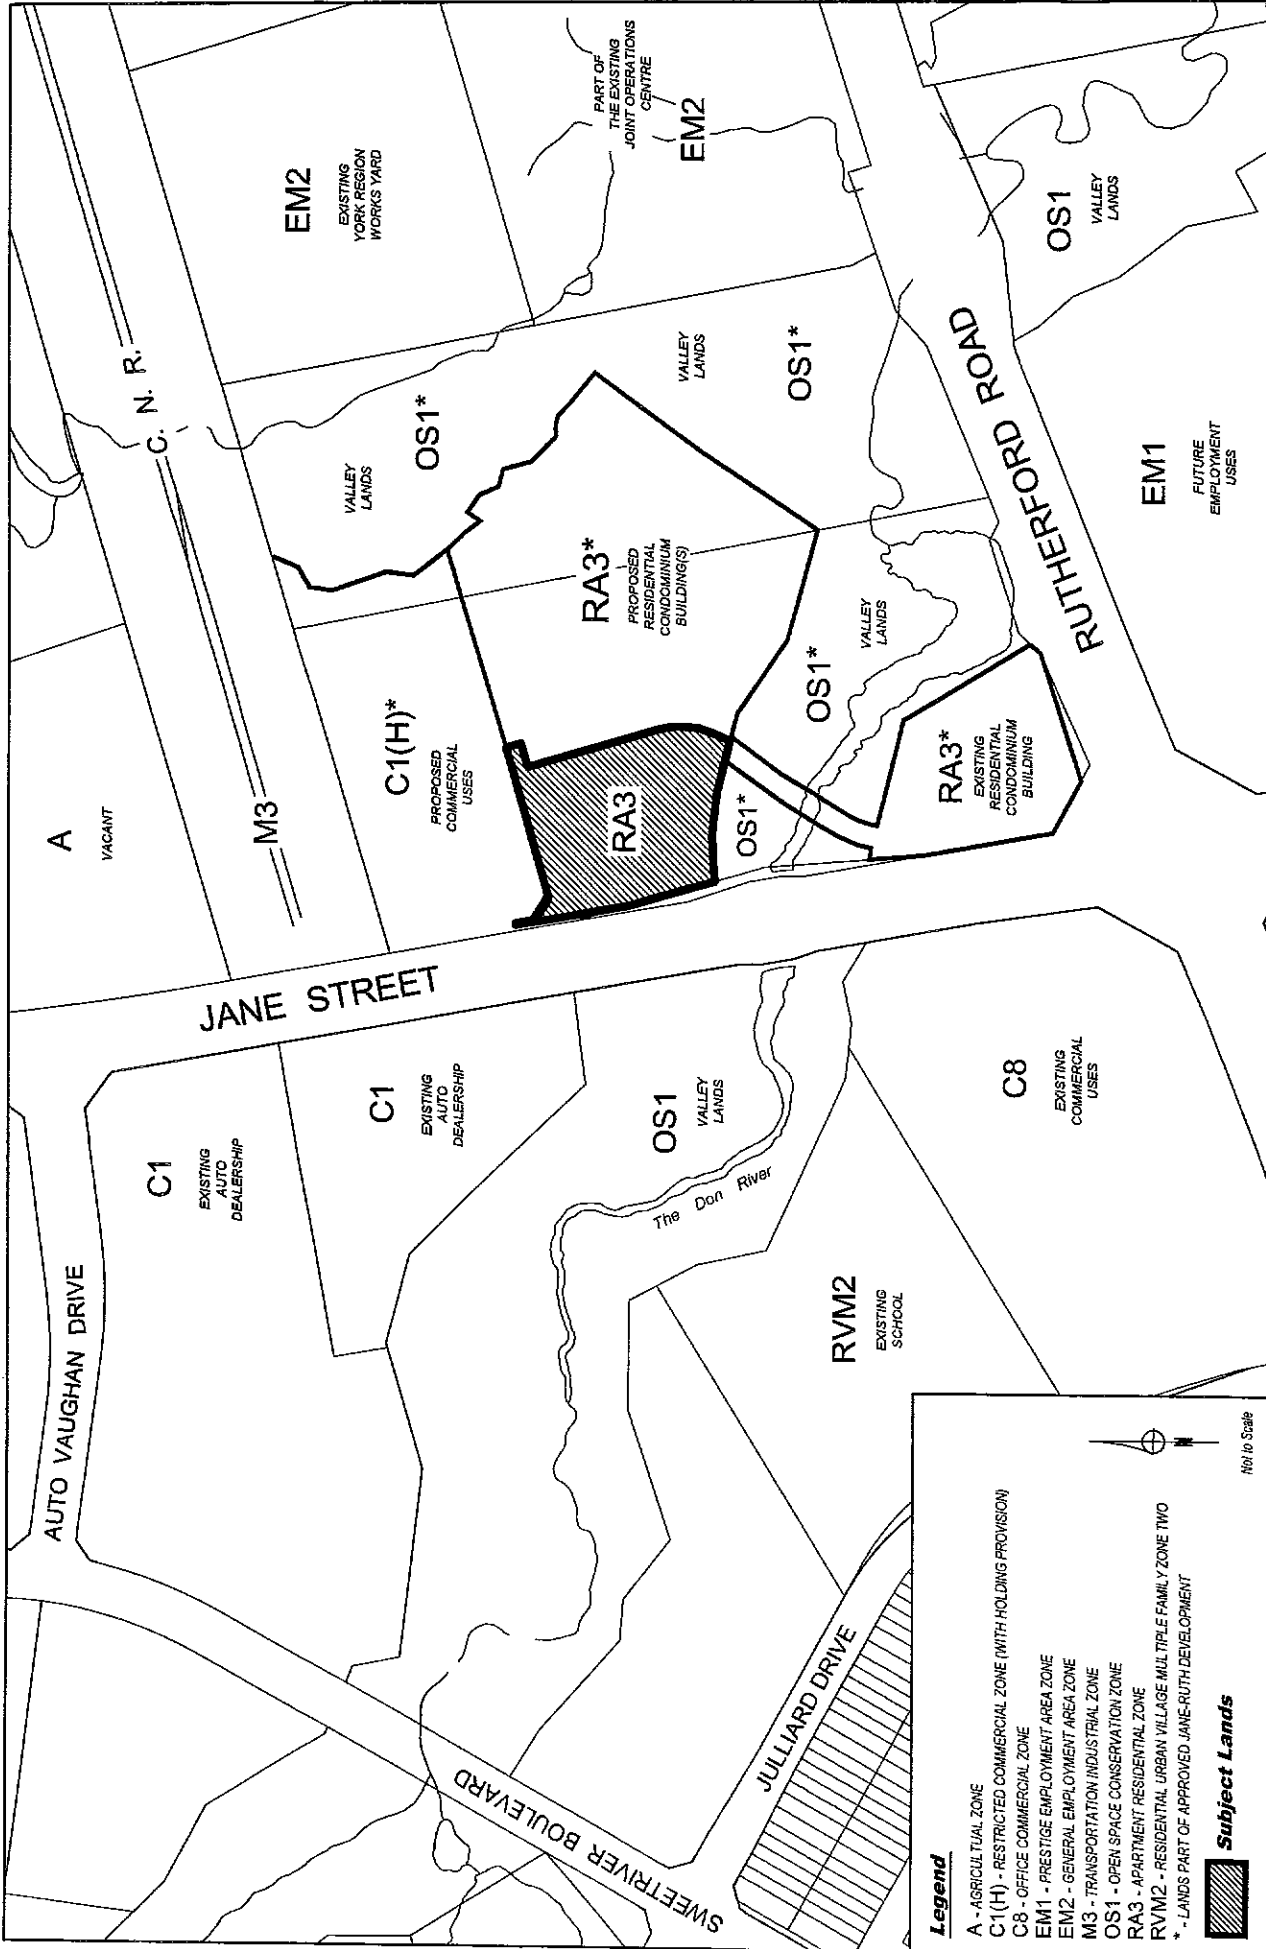 AUTO VAUGHAN DRIVE
SWEETRIVER BOULEVARD
JULLIARD DRIVE
JANE STREET
RUTHERFORD ROAD
C. N. R.
The Don River
C1
EXISTING
AUTO
DEALERSHIP
C1
EXISTING
AUTO
DEALERSHIP
OS1
VALLEY
LANDS
RVM2
EXISTING
SCHOOL
C8
EXISTING
COMMERCIAL
USES
A
VACANT
M3
C1(H)*
PROPOSED
COMMERCIAL
USES
RA3
OS1*
RA3*
EXISTING
RESIDENTIAL
CONDOMINIUM
BUILDING
OS1*
VALLEY
LANDS
RA3*
PROPOSED
RESIDENTIAL
CONDOMINIUM
BUILDING(S)
VALLEY
LANDS
OS1*
VALLEY
LANDS
OS1*
EM2
EXISTING
YORK REGION
WORKS YARD
PART OF
THE EXISTING
JOINT OPERATIONS
CENTRE
EM2
OS1
VALLEY
LANDS
EM1
FUTURE
EMPLOYMENT
USES
Legend
A - AGRICULTUAL ZONE
C1(H) - RESTRICTED COMMERCIAL ZONE (WITH HOLDING PROVISION)
C8 - OFFICE COMMERCIAL ZONE
EM1 - PRESTIGE EMPLOYMENT AREA ZONE
EM2 - GENERAL EMPLOYMENT AREA ZONE
M3 - TRANSPORTATION INDUSTRIAL ZONE
OS1 - OPEN SPACE CONSERVATION ZONE
RA3 - APARTMENT RESIDENTIAL ZONE
RVM2 - RESIDENTIAL URBAN VILLAGE MULTIPLE FAMILY ZONE TWO
* - LANDS PART OF APPROVED JANE-RUTH DEVELOPMENT
Subject Lands
N
Not to Scale